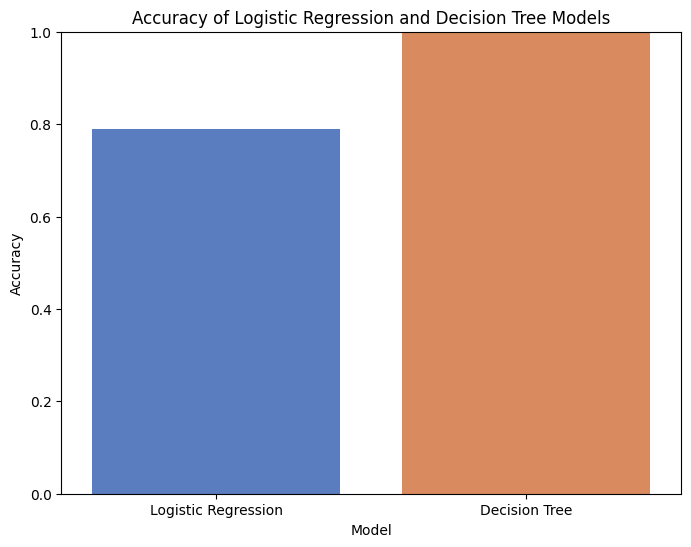 Accuracy of Logistic Regression and Decision Tree Models
1.0
0.8
0.6
0.4
0.2
0.0
Accuracy
Logistic Regression
Decision Tree
Model